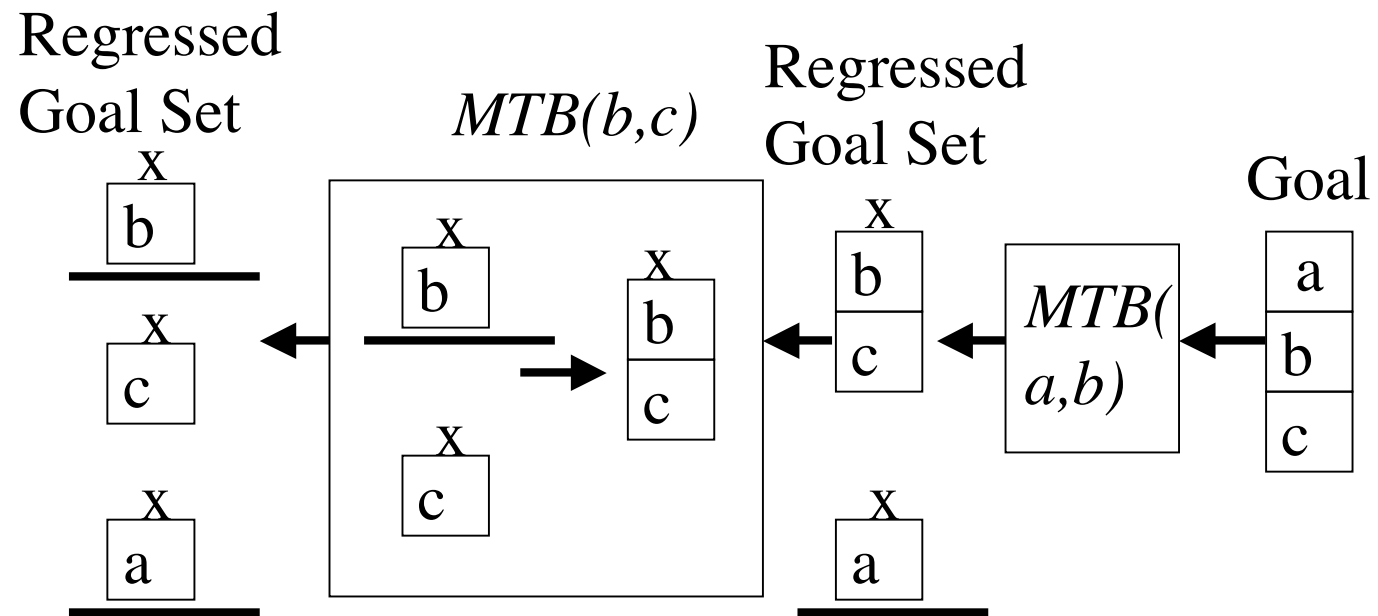 Regressed
Goal Set
x
b
x
c
x
a
MTB(b,c)
x
b
x
c
x
b
c
Regressed
Goal Set
x
b
c
x
a
MTB(
a,b)
Goal
a
b
c